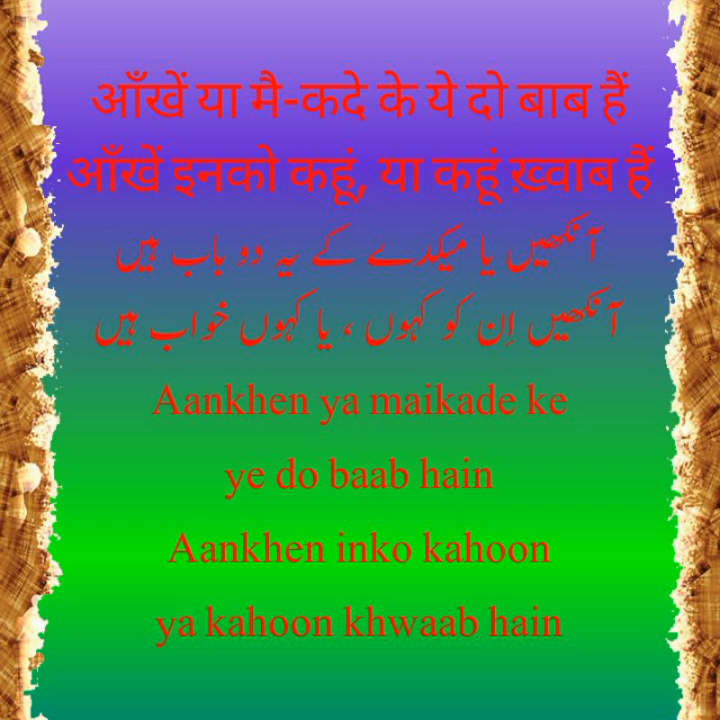 आँखें या मै-कदे के ये दो बाब हैं
आँखें इनको कहूं, या कहूं ख़्वाब हैं
آنکھیں یا میکدے کے یہ دو باب ہیں
آنکھیں اِن کو کہوں ، یا کہوں خواب ہیں
Aankhen ya maikade ke
ye do baab hain
Aankhen inko kahoon
ya kahoon khwaab hain